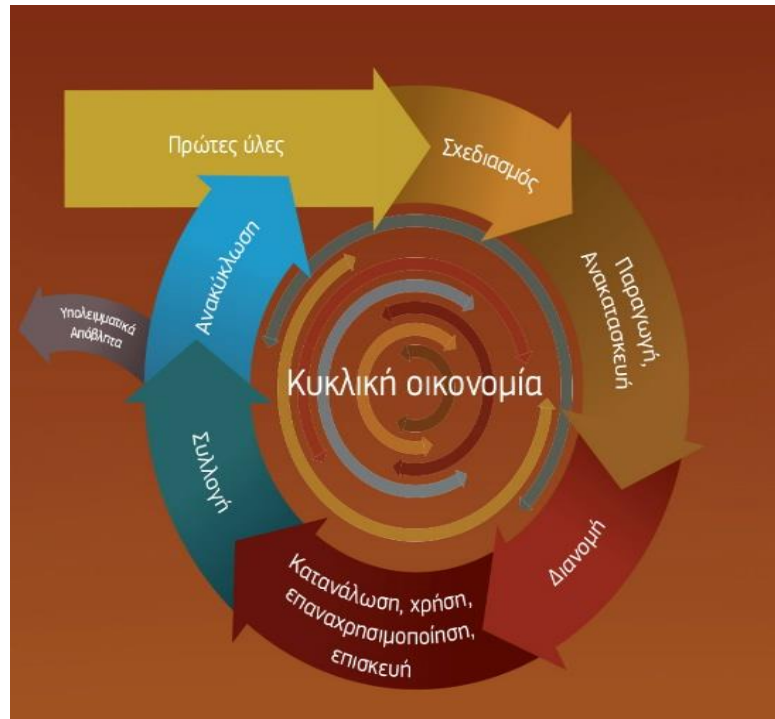 Πρώτες ύλες
Σχεδιασμός
Παραγωγή,
Ανακατασκευή
Διανομή
Κατανάλωση, χρήση,
επαναχρησιμοποίηση,
επισκευή
Συλλογή
Ανακύκλωση
Υπολειμματικά
Απόβλητα
Κυκλική οικονομία